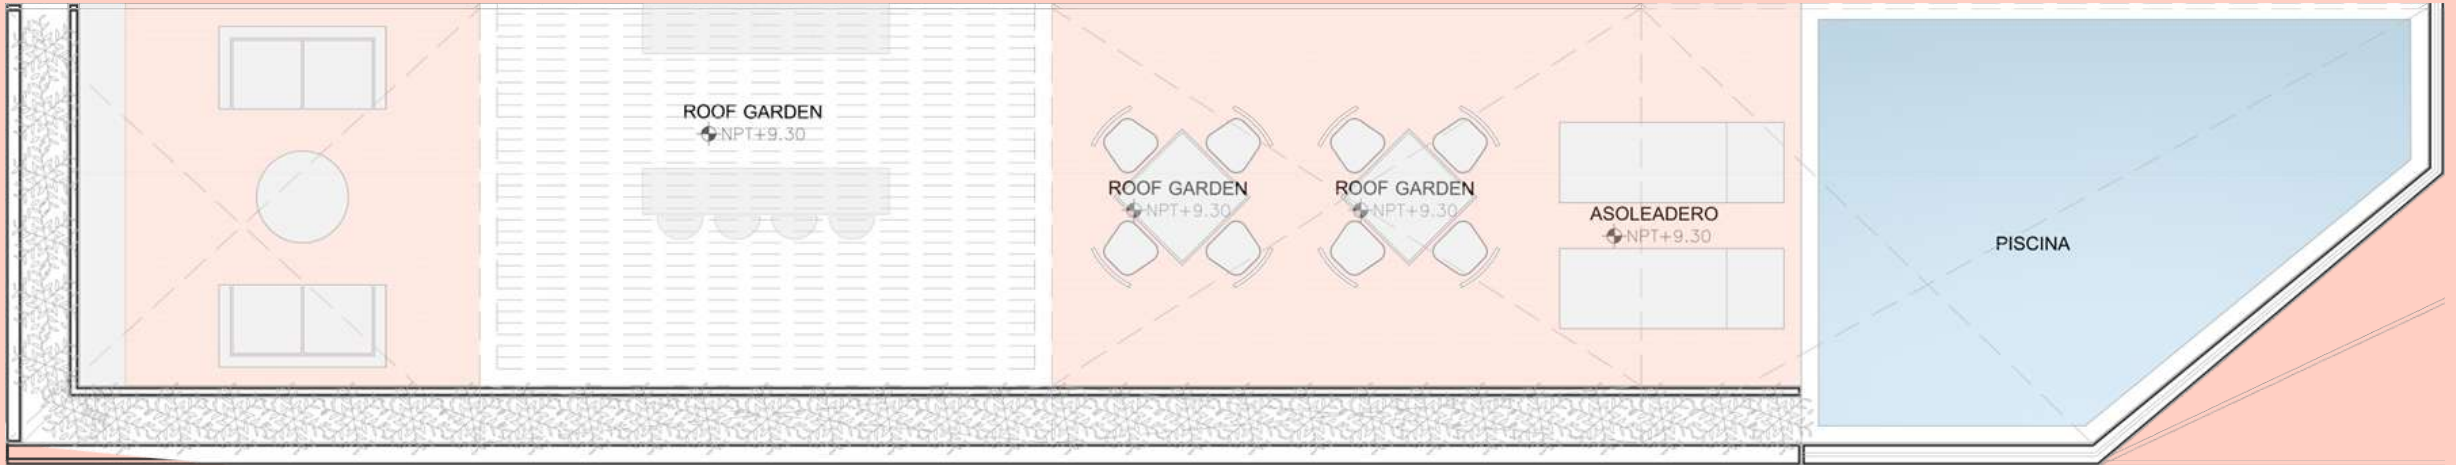 ROOF GARDEN
NPT+9.30
ROOF GARDEN
NPT+9.30
ROOF GARDEN
NPT+9.30
ASOLEADERO
NPT+9.30
PISCINA